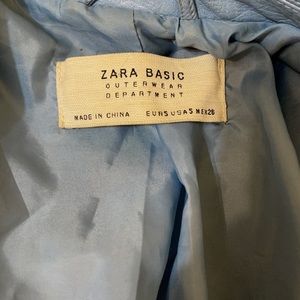 ZARA BASIC
OUTERWEAR
DEPARTMENT
MADE IN CHINA EUR S USA S MEX 26